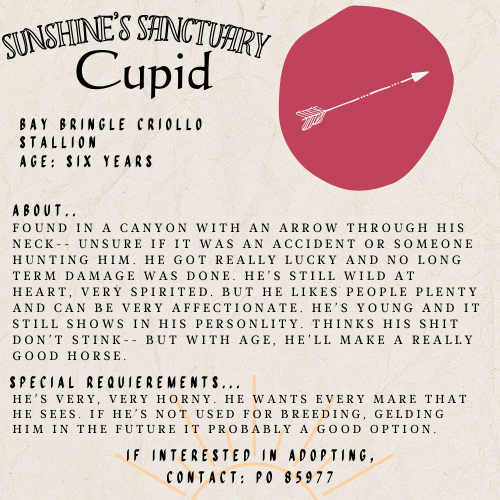 SUNSHINE'S SANCTUARY
Cupid
BAY BRINGLE CRIOLLO
STALLION
AGE: SIX YEARS
ABOUT..
FOUND IN A CANYON WITH AN ARROW THROUGH HIS
NECK-- UNSURE IF IT WAS AN ACCIDENT OR SOMEONE
HUNTING HIM. HE GOT REALLY LUCKY AND NO LONG
TERM DAMAGE WAS DONE. HE'S STILL WILD AT
HEART, VERY SPIRITED. BUT HE LIKES PEOPLE PLENTY
AND CAN BE VERY AFFECTIONATE. HE'S YOUNG AND IT
STILL SHOWS IN HIS PERSONLITY. THINKS HIS SHIT
DON'T STINK-- BUT WITH AGE, HE'LL MAKE A REALLY
GOOD HORSE.
SPECIAL REQUIEREMENTS...
HE'S VERY, VERY HORNY. HE WANTS EVERY MARE THAT
HE SEES. IF HE'S NOT USED FOR BREEDING, GELDING
HIM IN THE FUTURE IT PROBABLY A GOOD OPTION.
IF INTERESTED IN ADOPTING,
CONTACT: PO 85977